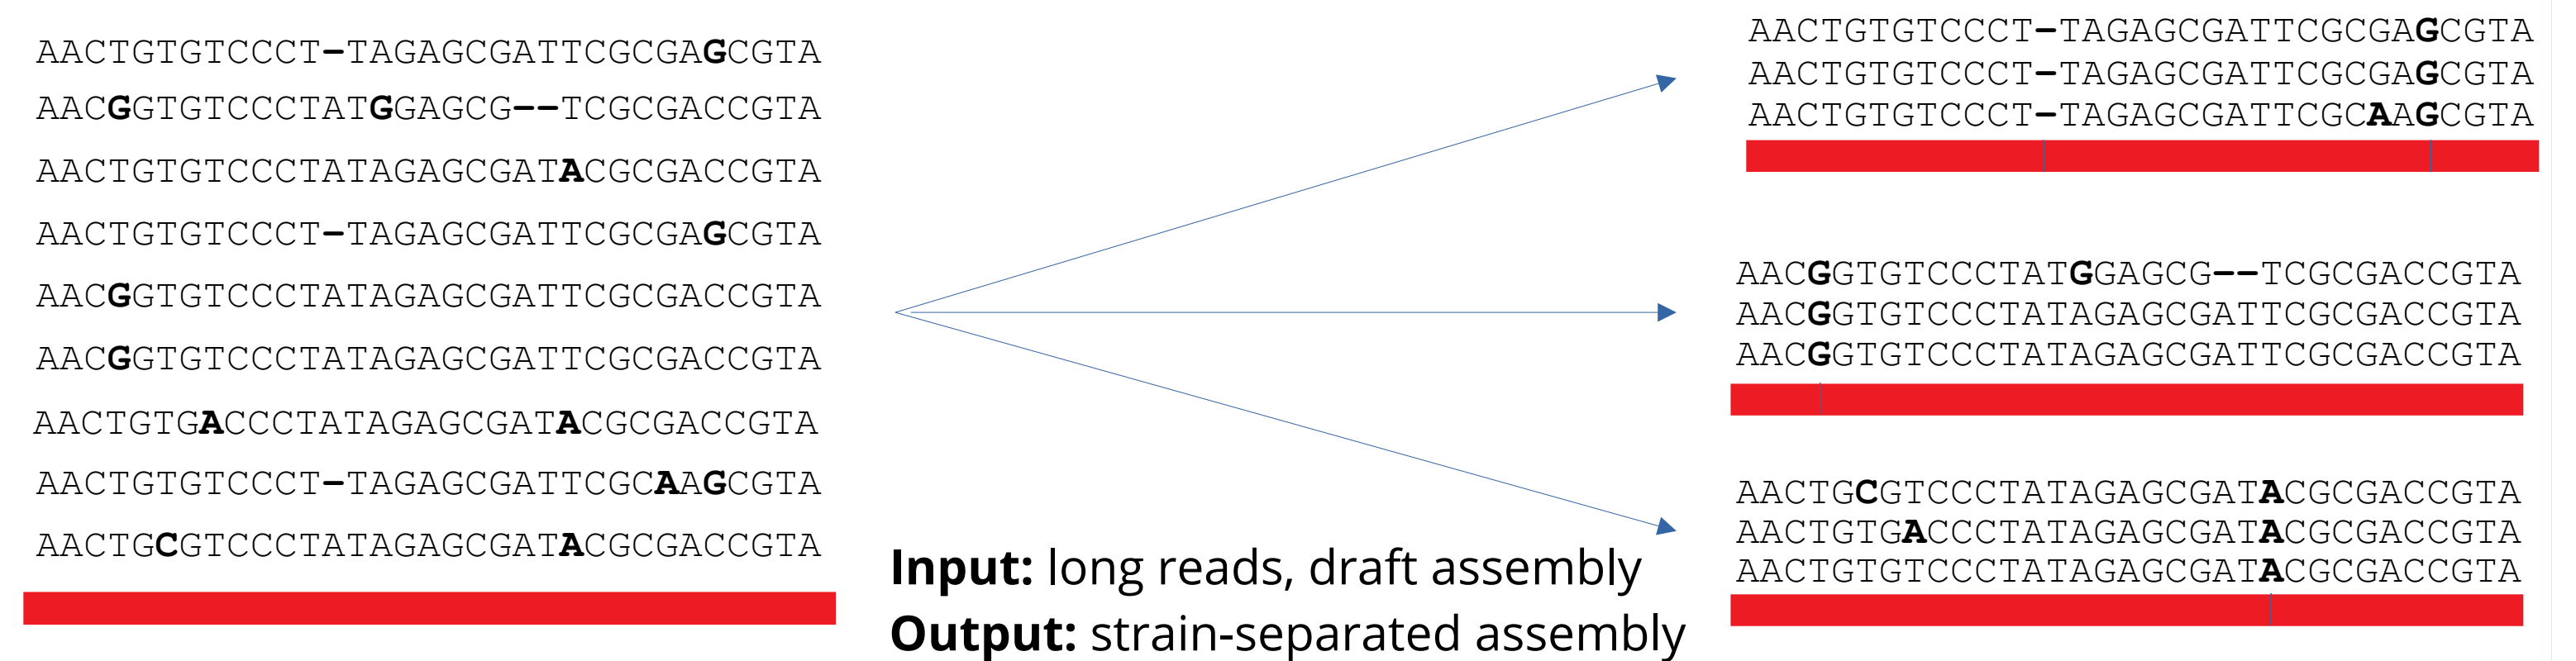 AACTGTGTCCCT-TAGAGCGATTCGCGAGCGTA
AACGGTGTCCCTATGGAGCG--TCGCGACCGTA
AACTGTGTCCCTATAGAGCGATACGCGACCGTA
AACTGTGTCCCT-TAGAGCGATTCGCGAGCGTA
AACGGTGTCCCTATAGAGCGATTCGCGACCGTA
AACGGTGTCCCTATAGAGCGATTCGCGACCGTA
AACTGTGACCCTATAGAGCGATACGCGACCGTA
AACTGTGTCCCT-TAGAGCGATTCGCAAGCGTA
AACTGCGTCCCTATAGAGCGATACGCGACCGTA
Input: long reads, draft assembly
Output: strain-separated assembly
AACTGTGTCCCT-TAGAGCGATTCGCGAGCGTA
AACTGTGTCCCT-TAGAGCGATTCGCGAGCGTA
AACTGTGTCCCT-TAGAGCGATTCGCAAGCGTA
AACGGTGTCCCTATGGAGCG--TCGCGACCGTA
AACGGTGTCCCTATAGAGCGATTCGCGACCGTA
AACGGTGTCCCTATAGAGCGATTCGCGACCGTA
AACTGCGTCCCTATAGAGCGATACGCGACCGTA
AACTGTGACCCTATAGAGCGATACGCGACCGTA
AACTGTGTCCCTATAGAGCGATACGCGACCGTA